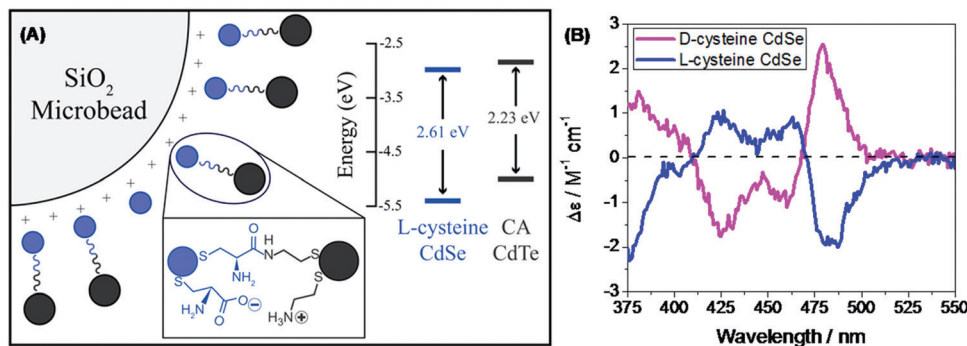 (A)
SiO2
Microbead
+
+
+
+
+
+
+
+
+
+
Energy (eV)
-2.5
-3.5
-4.5
-5.5
2.61 eV
2.23 eV
L-cysteine
CdSe
CA
CdTe
O
S
N
H
S
NH2
S
S
O
O⊖
H2N
H3N⊕
(B)
D-cysteine CdSe
L-cysteine CdSe
Δε / M-1 cm-1
3
2
1
0
-1
-2
-3
375 400 425 450 475 500 525 550
Wavelength / nm